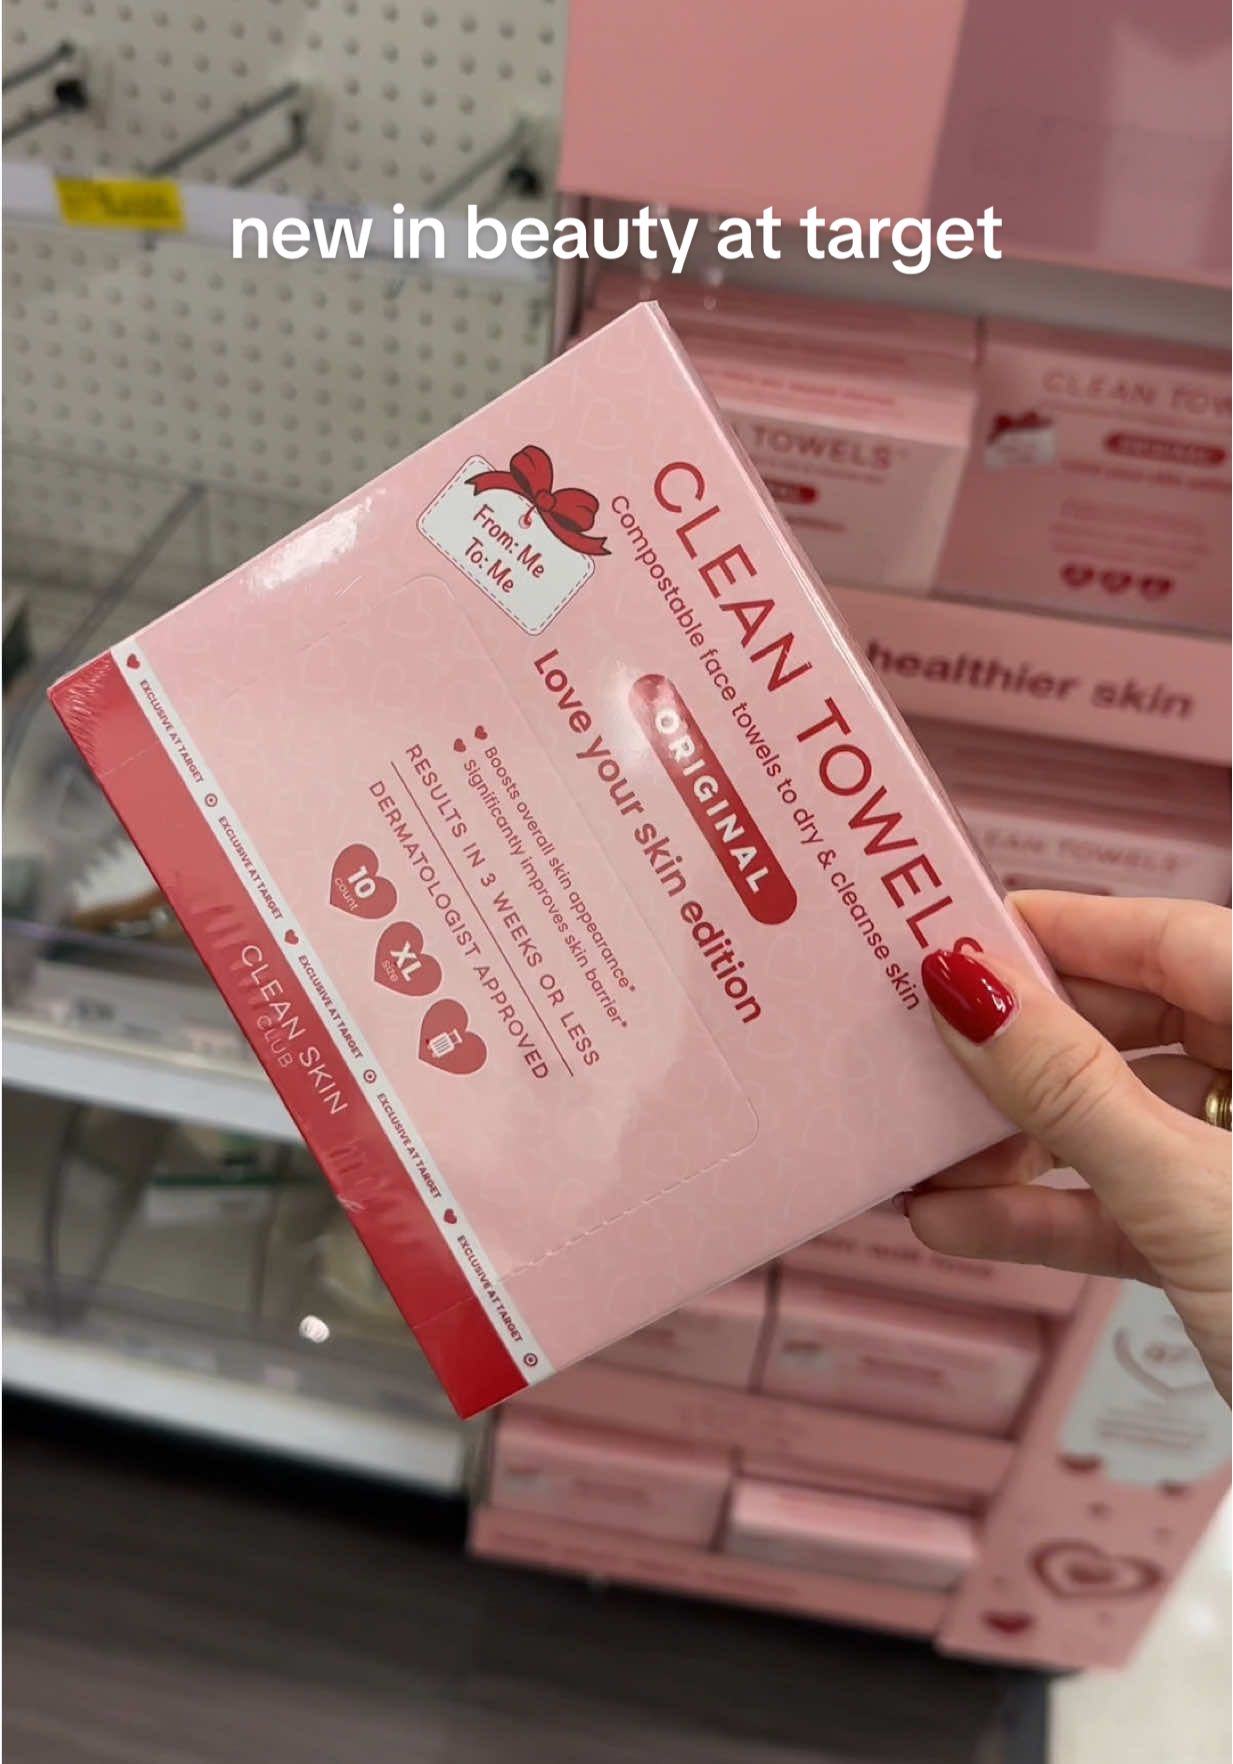 new in beauty at target
CLEAN TOWELS
Compostable face towels to dry & cleanse skin
ORIGINAL
Love your skin edition
From: Me
To: Me
Boosts overall skin appearance*
Significantly improves skin barrier*
RESULTS IN 3 WEEKS OR LESS
DERMATOLOGIST APPROVED
10
count
XL
size
EXCLUSIVE AT TARGET
EXCLUSIVE AT TARGET
EXCLUSIVE AT TARGET
EXCLUSIVE AT TARGET
EXCLUSIVE AT TARGET
CLEAN SKIN
CLUB
TOWELS
CLEAN TOW
healthier skin
LEAN TOWELS